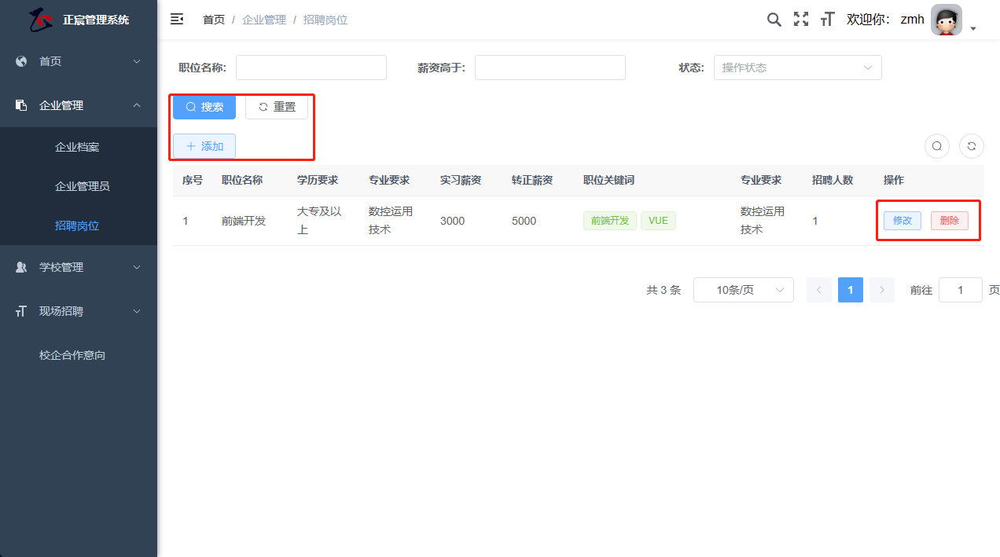 正宸管理系统
首页 / 企业管理 / 招聘岗位
欢迎你: zmh
首页
企业管理
企业档案
企业管理员
招聘岗位
学校管理
现场招聘
校企合作意向
职位名称:
薪资高于:
状态: 操作状态
搜索 重置
添加
序号 职位名称 学历要求 专业要求 实习薪资 转正薪资 职位关键词 专业要求 招聘人数 操作
1 前端开发 大专及以上 数控运用技术 3000 5000 前端开发 VUE 数控运用技术 1 修改 删除
共 3 条 10条/页 1 前往 1 页